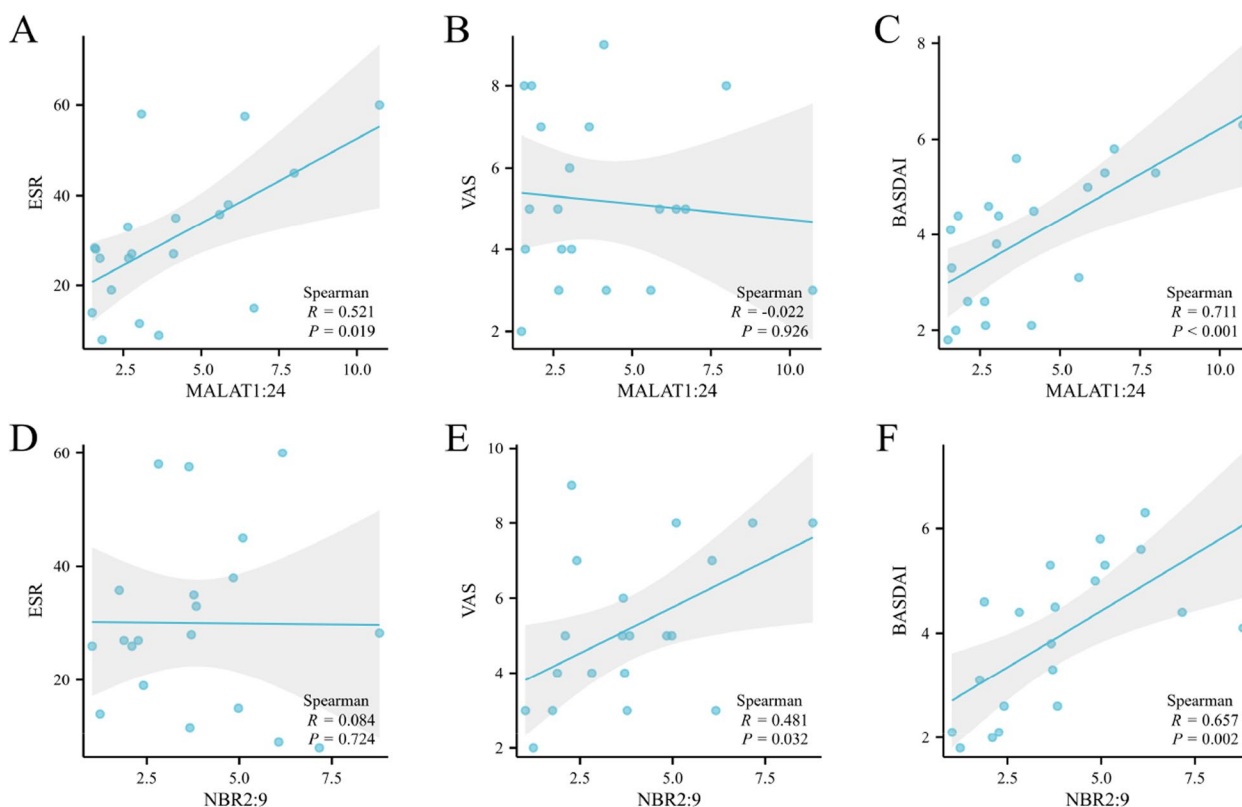 A
ESR
60
40
20
Spearman
R = 0.521
P = 0.019
2.5 5.0 7.5 10.0
MALAT1:24
B
VAS
8
6
4
2
Spearman
R = -0.022
P = 0.926
2.5 5.0 7.5 10.0
MALAT1:24
C
BASDAI
8
6
4
2
Spearman
R = 0.711
P < 0.001
2.5 5.0 7.5 10.0
MALAT1:24
D
ESR
60
40
20
Spearman
R = 0.084
P = 0.724
2.5 5.0 7.5
NBR2:9
E
VAS
10
8
6
4
2
Spearman
R = 0.481
P = 0.032
2.5 5.0 7.5
NBR2:9
F
BASDAI
6
4
2
Spearman
R = 0.657
P = 0.002
2.5 5.0 7.5
NBR2:9